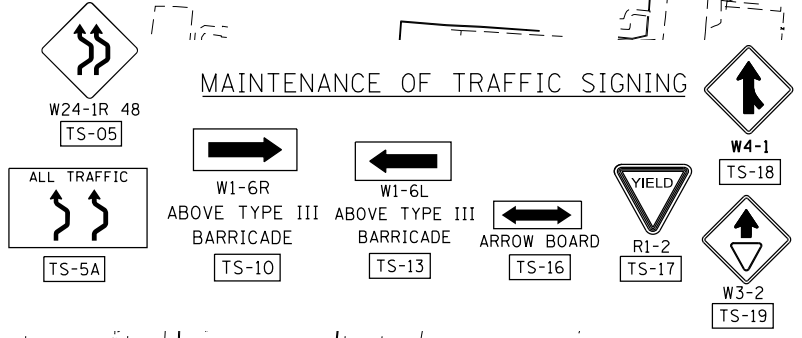 MAINTENANCE OF TRAFFIC SIGNING
W24-1R 48
TS-05
ALL TRAFFIC
TS-5A
W1-6R
ABOVE TYPE III
BARRICADE
TS-10
W1-6L
ABOVE TYPE III
BARRICADE
TS-13
ARROW BOARD
TS-16
YIELD
R1-2
TS-17
W4-1
TS-18
W3-2
TS-19